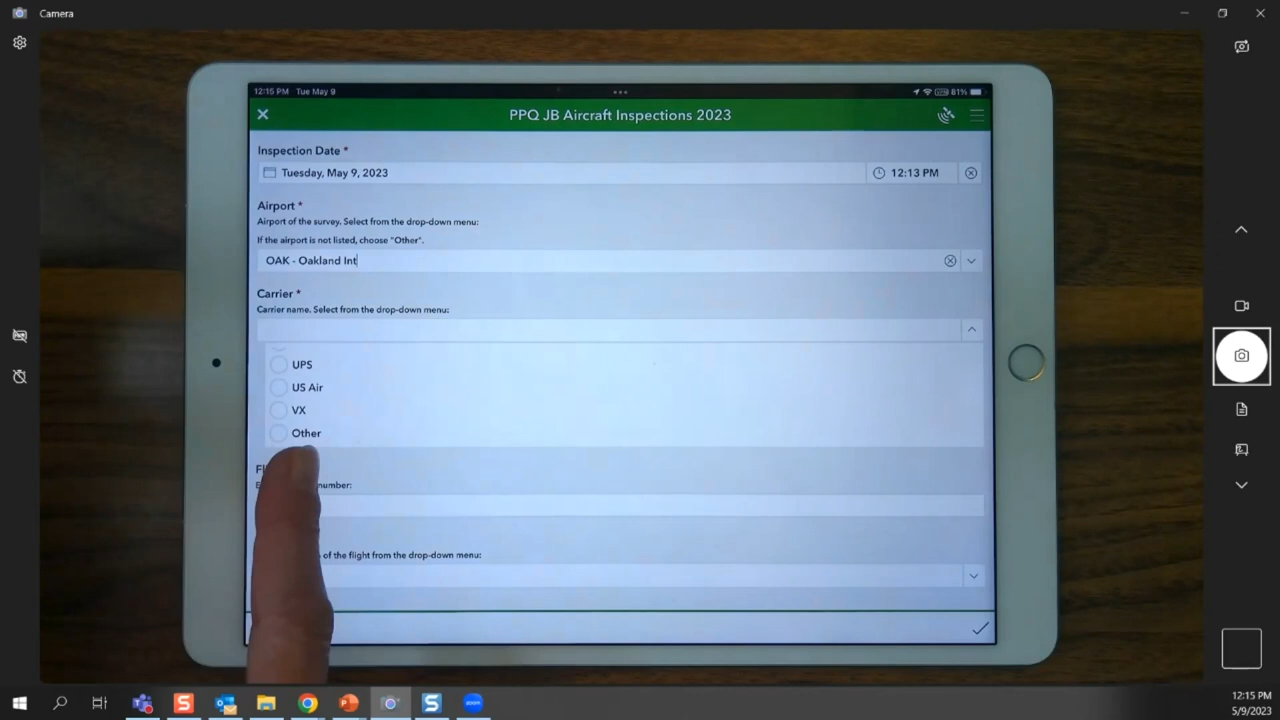 Camera
12:15 PM Tue May 9
81%
PPQ JB Aircraft Inspections 2023
Inspection Date *
Tuesday, May 9, 2023
12:13 PM
Airport *
Airport of the survey. Select from the drop-down menu:
If the airport is not listed, choose "Other".
OAK - Oakland Int
Carrier *
Carrier name. Select from the drop-down menu:
UPS
US Air
VX
Other
number:
of the flight from the drop-down menu:
12:15 PM
5/9/2023